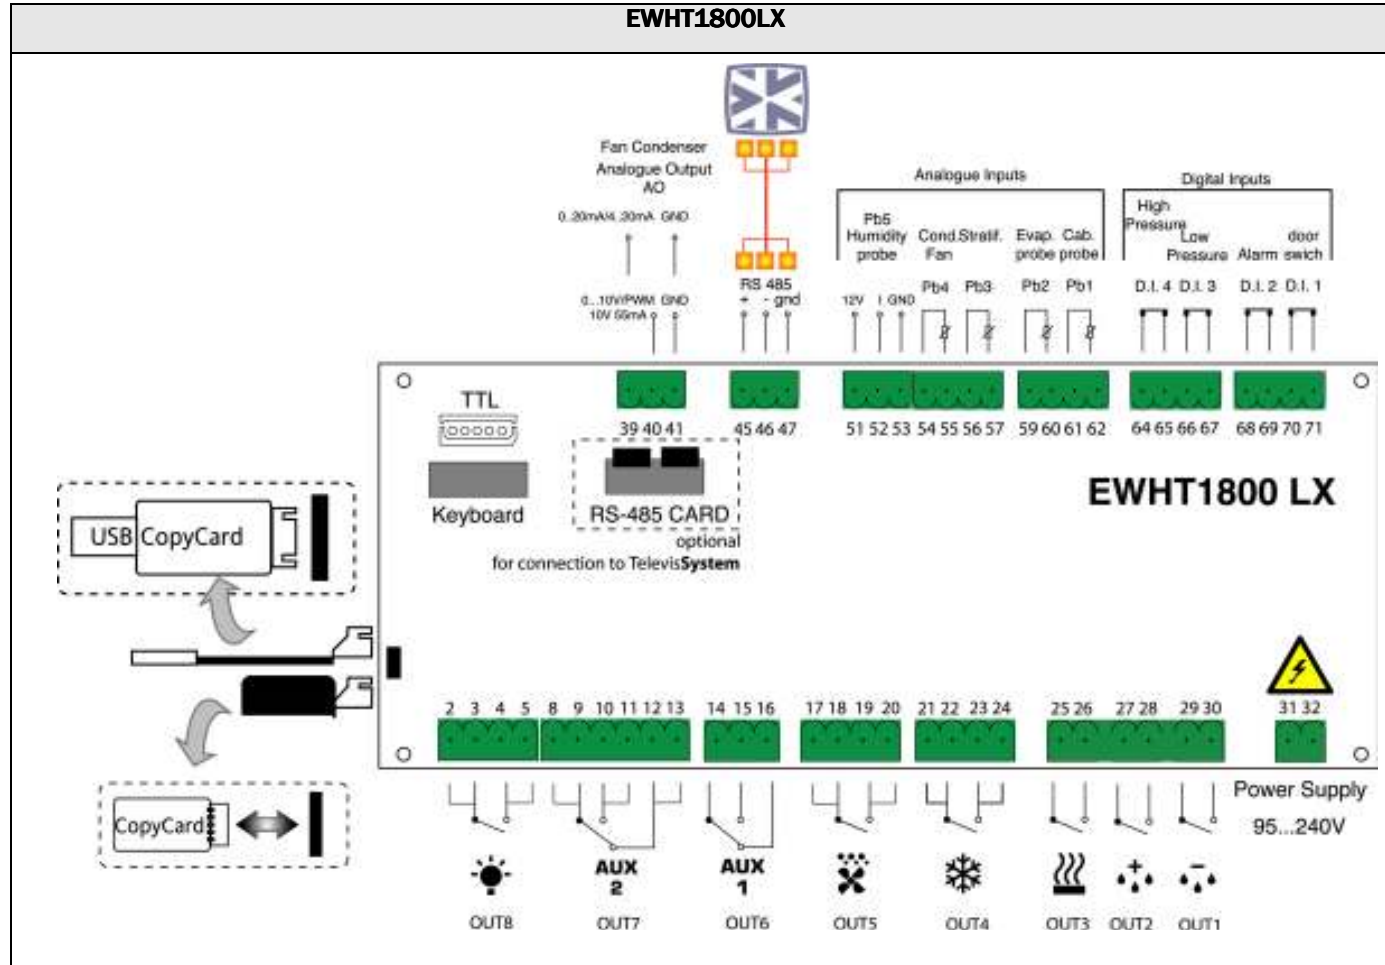 EWHT1800LX
Fan Condenser
Analogue Output
AO
0..20mA/4..20mA GND
0...10V/PWM GND
10V 55mA
RS 485
+ - gnd
Analogue Inputs
Pb5
Humidity
probe
Cond.
Fan
Stratif.
Evap.
probe
Cab.
probe
12V I GND
Pb4 Pb3 Pb2 Pb1
Digital Inputs
High
Pressure
Low
Pressure
Alarm
door
swich
D.I. 4 D.I. 3 D.I. 2 D.I. 1
TTL
39 40 41
45 46 47
51 52 53 54 55 56 57
59 60 61 62
64 65 66 67
68 69 70 71
Keyboard
RS-485 CARD
optional
for connection to TelevisSystem
EWHT1800 LX
USB CopyCard
CopyCard
2 3 4 5
8 9 10 11 12 13
14 15 16
17 18 19 20
21 22 23 24
25 26 27 28 29 30
31 32
Power Supply
95...240V
AUX
2
AUX
1
+
-
OUT8 OUT7 OUT6 OUT5 OUT4 OUT3 OUT2 OUT1